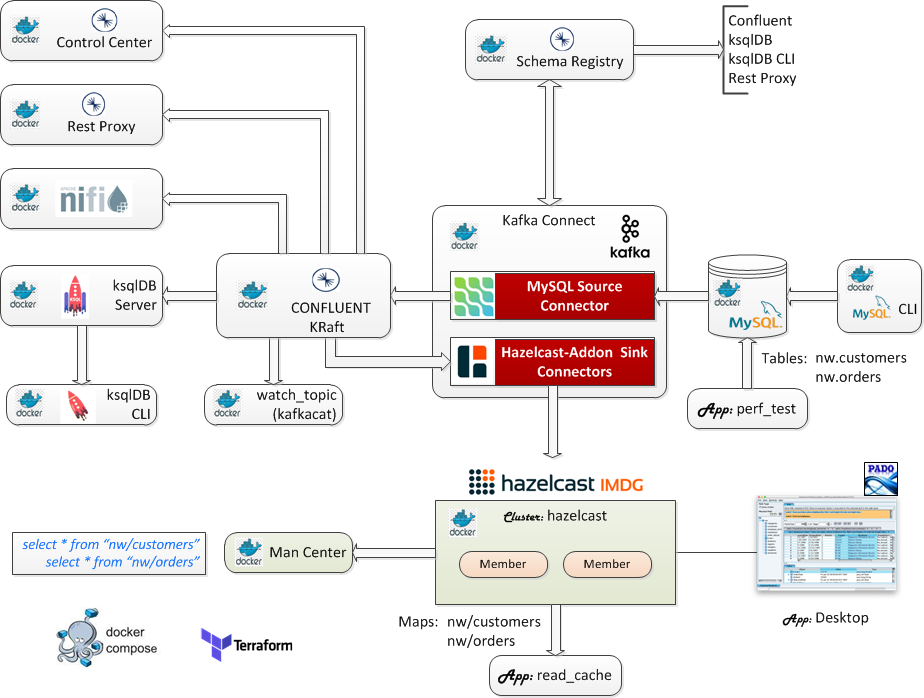 docker
Control Center
docker
Schema Registry
Confluent
ksqlDB
ksqlDB CLI
Rest Proxy
docker
Rest Proxy
docker
APACHE
nifi
docker
Kafka Connect
kafka
docker
KSQL
ksqlDB
Server
docker
CONFLUENT
KRaft
MySQL Source
Connector
docker
MySQL.
docker
MySQL.
CLI
Hazelcast-Addon Sink
Connectors
Tables: nw.customers
nw.orders
docker
ksqlDB
CLI
docker
watch_topic
(kafkacat)
App: perf_test
hazelcast IMDG
PADO
docker
Cluster: hazelcast
select * from “nw/customers”
select * from “nw/orders”
docker
Man Center
Member
Member
App: Desktop
Maps: nw/customers
nw/orders
docker
compose
Terraform
App: read_cache